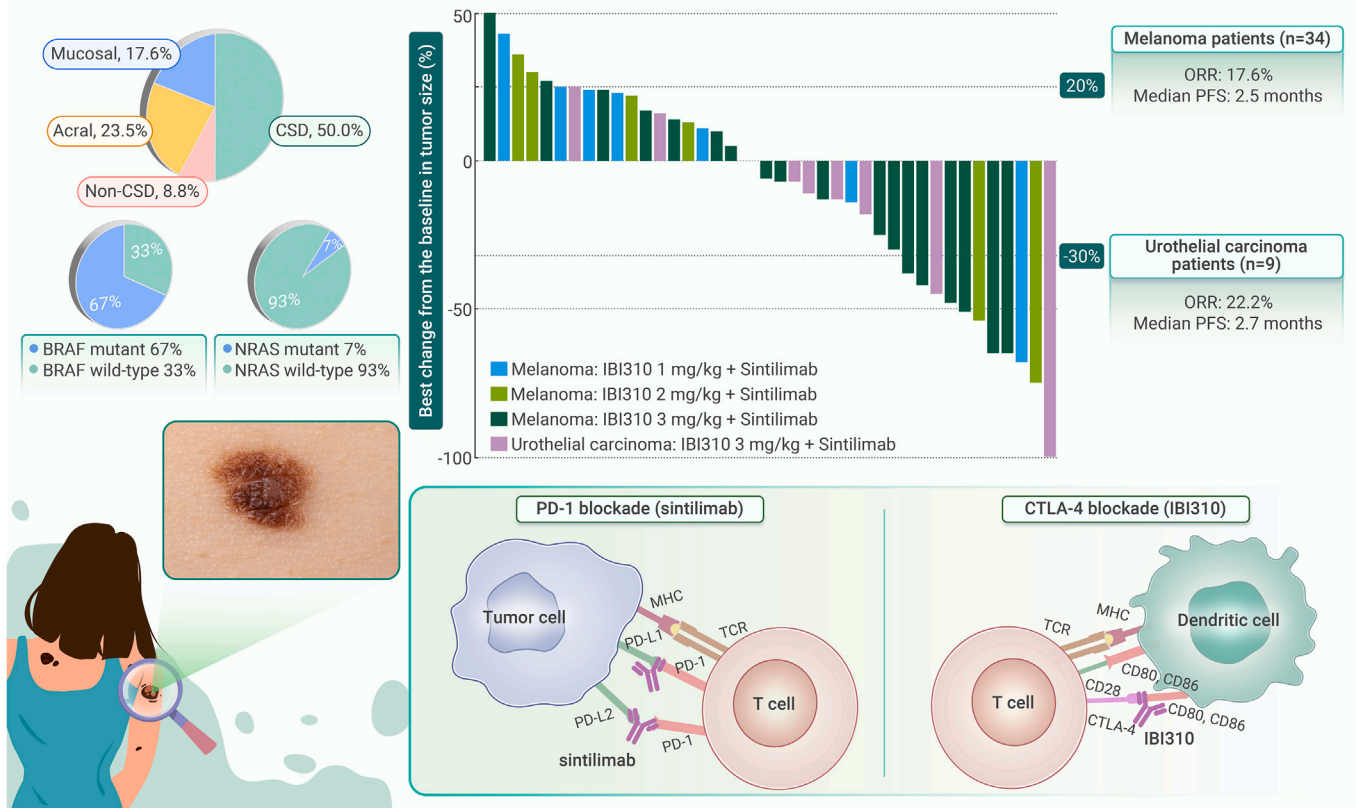 Mucosal, 17.6%
Acral, 23.5%
CSD, 50.0%
Non-CSD, 8.8%
33%
67%
7%
93%
BRAF mutant 67%
BRAF wild-type 33%
NRAS mutant 7%
NRAS wild-type 93%
Best change from the baseline in tumor size (%)
50
0
-50
-100
20%
-30%
Melanoma: IBI310 1 mg/kg + Sintilimab
Melanoma: IBI310 2 mg/kg + Sintilimab
Melanoma: IBI310 3 mg/kg + Sintilimab
Urothelial carcinoma: IBI310 3 mg/kg + Sintilimab
Melanoma patients (n=34)
ORR: 17.6%
Median PFS: 2.5 months
Urothelial carcinoma
patients (n=9)
ORR: 22.2%
Median PFS: 2.7 months
PD-1 blockade (sintilimab)
Tumor cell
MHC
TCR
PD-L1
PD-1
PD-L2
PD-1
T cell
sintilimab
CTLA-4 blockade (IBI310)
TCR
MHC
Dendritic cell
CD80, CD86
CD28
T cell
CTLA-4
CD80, CD86
IBI310